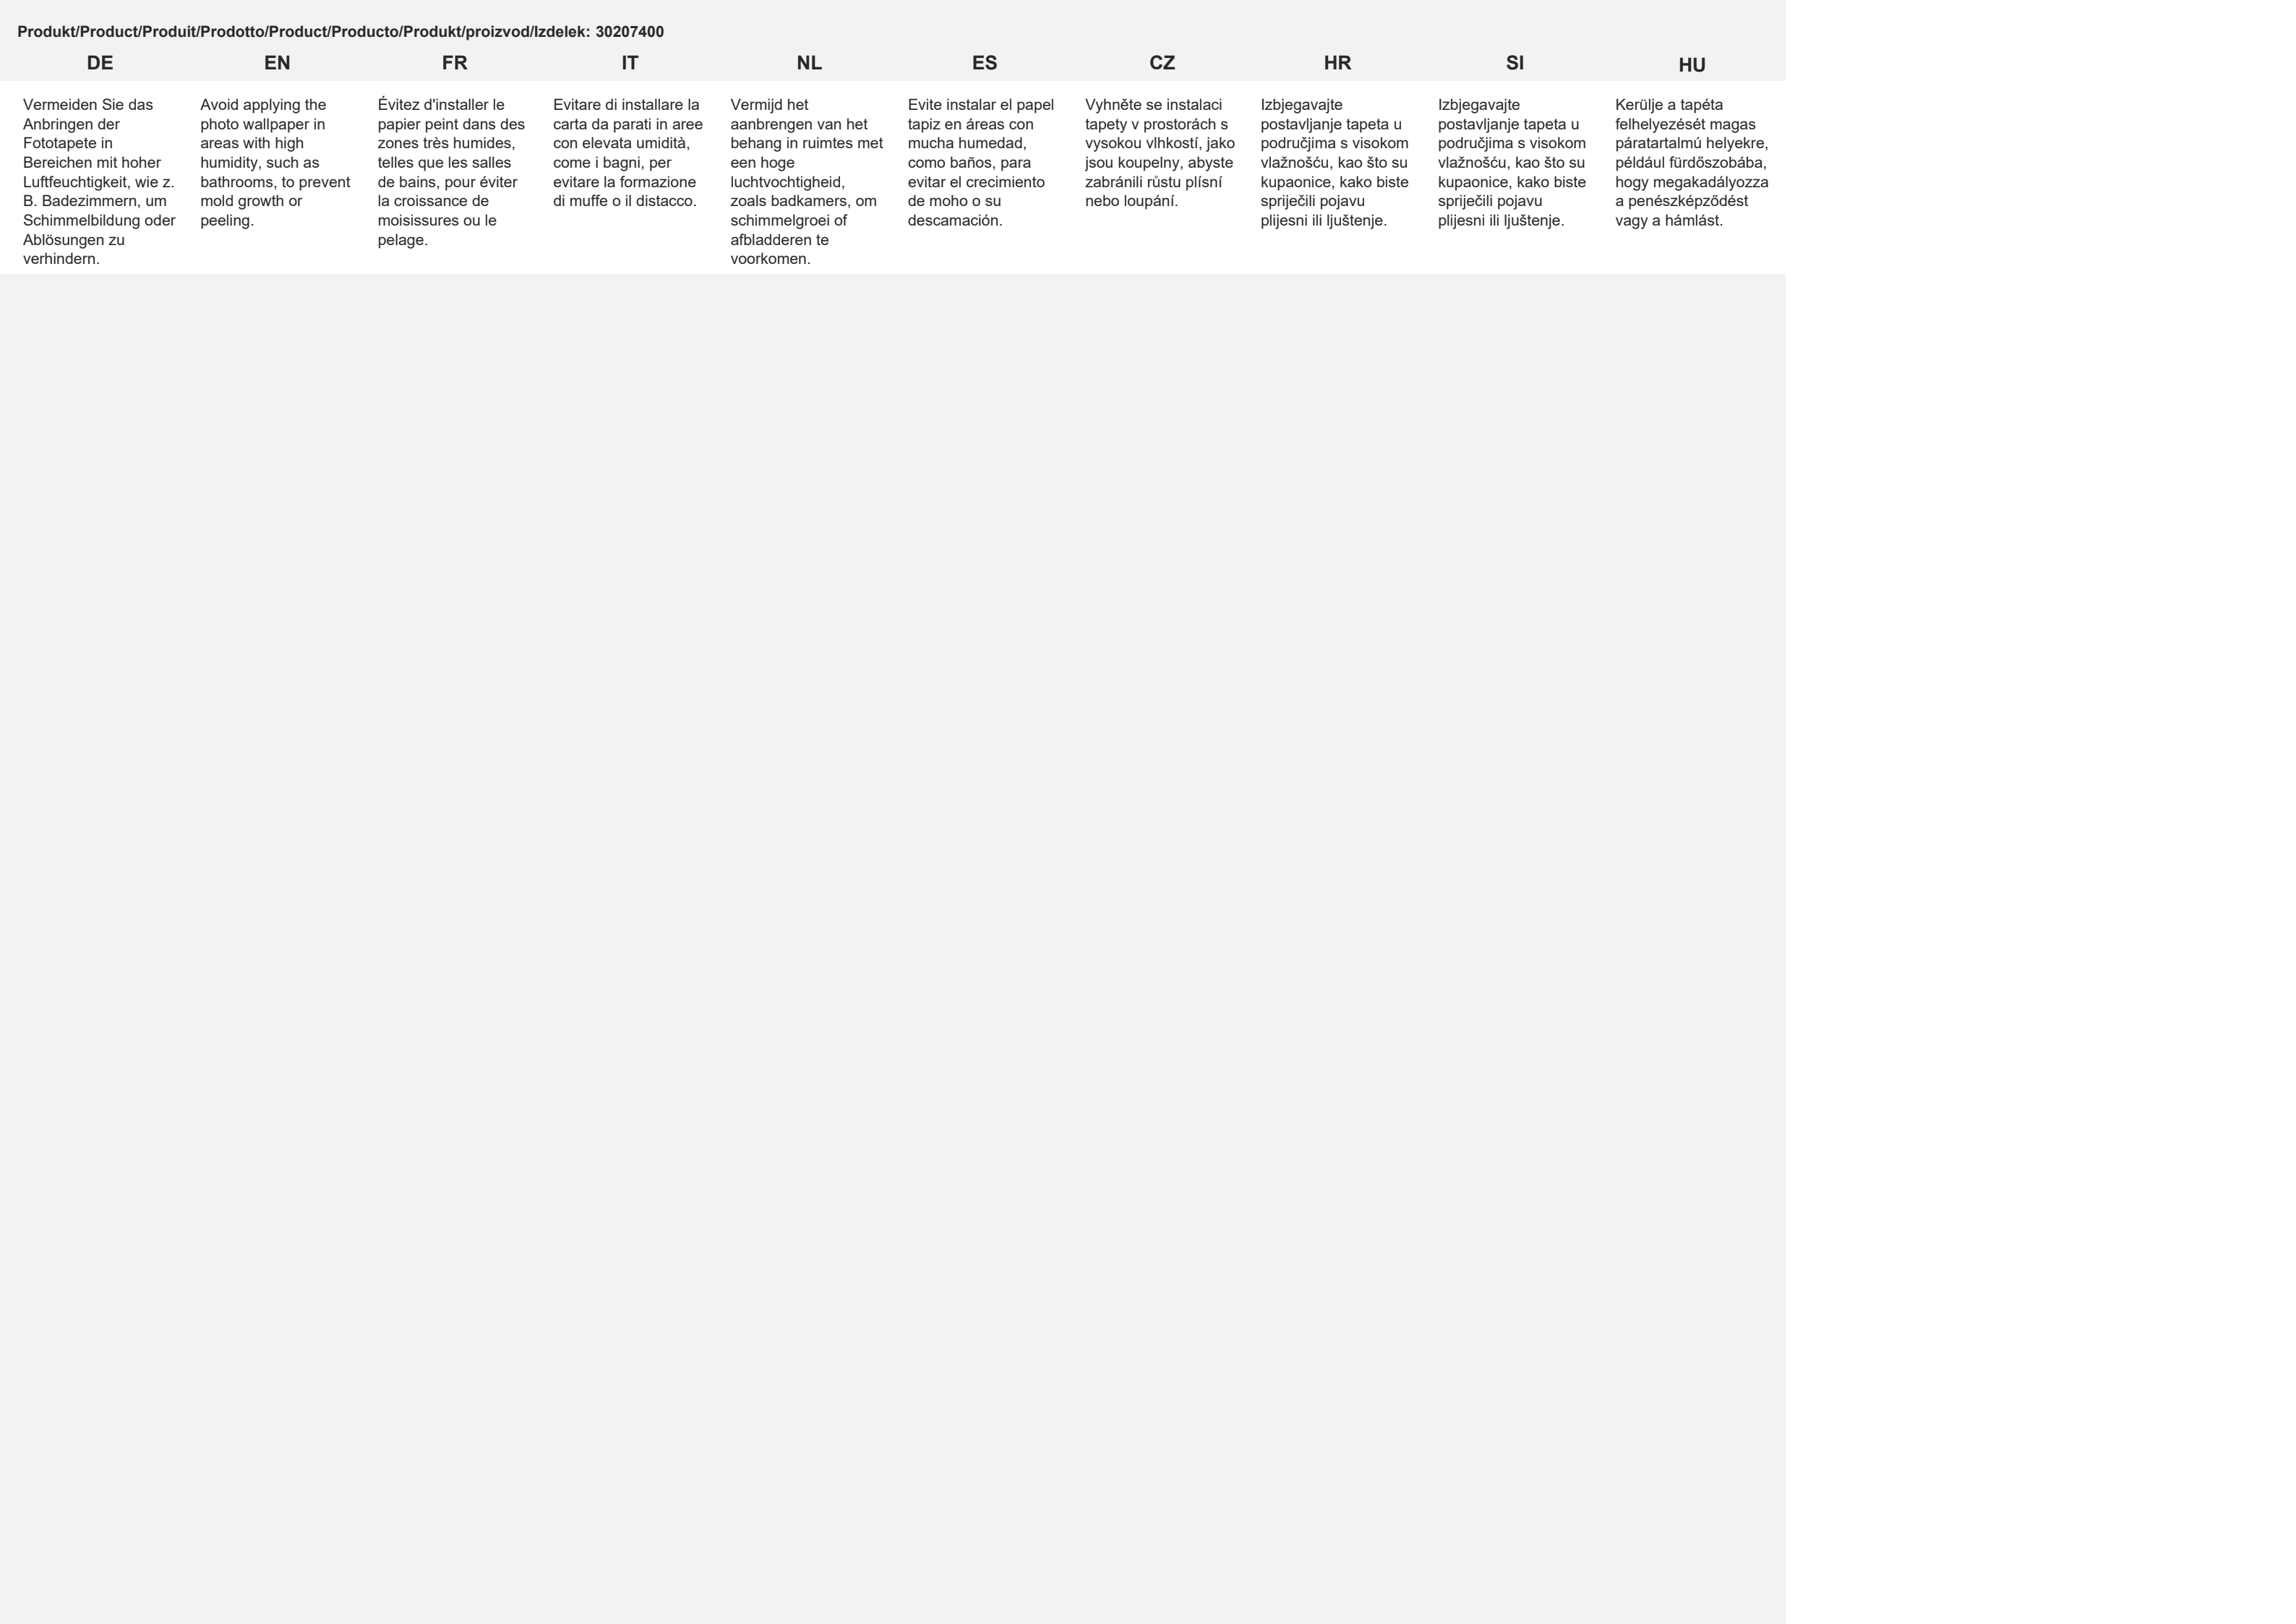 Produkt/Product/Produit/Prodotto/Product/Producto/Produkt/proizvod/Izdelek: 30207400
DE
EN
FR
IT
NL
ES
CZ
HR
SI
HU
Vermeiden Sie das
Anbringen der
Fototapete in
Bereichen mit hoher
Luftfeuchtigkeit, wie z.
B. Badezimmern, um
Schimmelbildung oder
Ablösungen zu
verhindern.
Avoid applying the
photo wallpaper in
areas with high
humidity, such as
bathrooms, to prevent
mold growth or
peeling.
Évitez d'installer le
papier peint dans des
zones très humides,
telles que les salles
de bains, pour éviter
la croissance de
moisissures ou le
pelage.
Evitare di installare la
carta da parati in aree
con elevata umidità,
come i bagni, per
evitare la formazione
di muffe o il distacco.
Vermijd het
aanbrengen van het
behang in ruimtes met
een hoge
luchtvochtigheid,
zoals badkamers, om
schimmelgroei of
afbladderen te
voorkomen.
Evite instalar el papel
tapiz en áreas con
mucha humedad,
como baños, para
evitar el crecimiento
de moho o su
descamación.
Vyhněte se instalaci
tapety v prostorách s
vysokou vlhkostí, jako
jsou koupelny, abyste
zabránili růstu plísní
nebo loupání.
Izbjegavajte
postavljanje tapeta u
područjima s visokom
vlažnošću, kao što su
kupaonice, kako biste
spriječili pojavu
plijesni ili ljuštenje.
Izbjegavajte
postavljanje tapeta u
područjima s visokom
vlažnošću, kao što su
kupaonice, kako biste
spriječili pojavu
plijesni ili ljuštenje.
Kerülje a tapéta
felhelyezését magas
páratartalmú helyekre,
például fürdőszobába,
hogy megakadályozza
a penészképződést
vagy a hámlást.